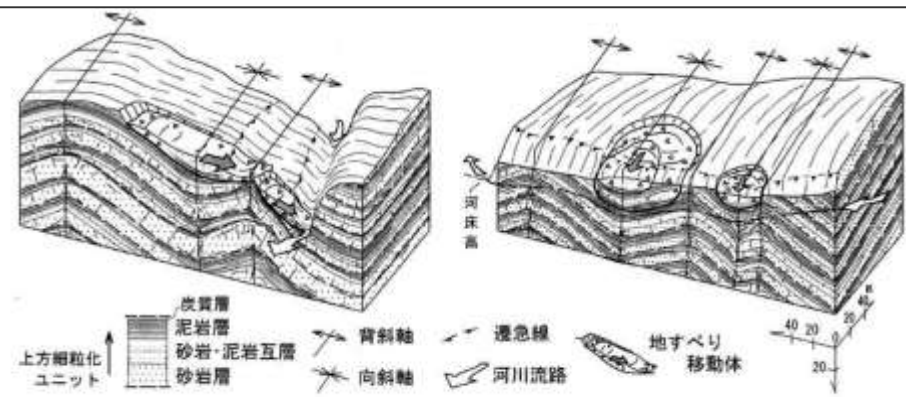 河床高
炭質層
泥岩層
砂岩・泥岩互層
砂岩層
上方細粒化
ユニット
背斜軸
向斜軸
遷急線
河川流路
地すべり
移動体
40 20 0
20
40
m
20